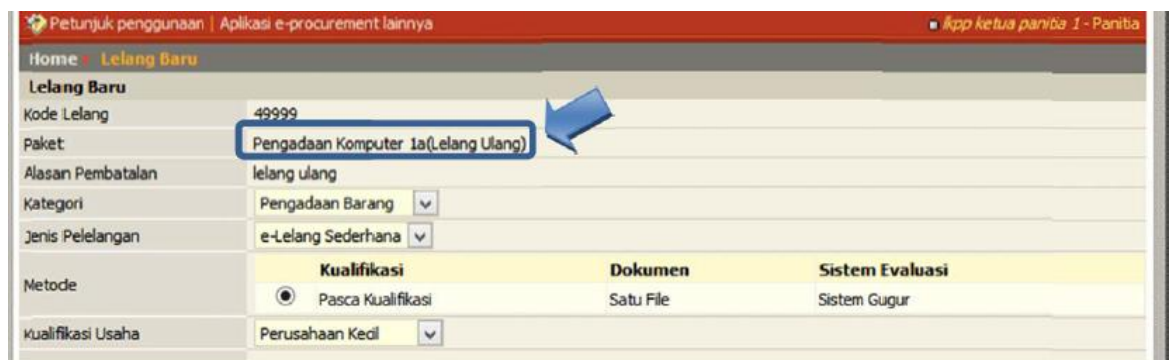 Petunjuk penggunaan | Aplikasi e-procurement lainnya lkpp ketua panitia 1 - Panitia
Home Lelang Baru
Lelang Baru
Kode Lelang 49999
Paket Pengadaan Komputer 1a(Lelang Ulang)
Alasan Pembatalan lelang ulang
Kategori Pengadaan Barang
Jenis Pelelangan e-Lelang Sederhana
Kualifikasi Dokumen Sistem Evaluasi
Metode Pasca Kualifikasi Satu File Sistem Gugur
Kualifikasi Usaha Perusahaan Kecil